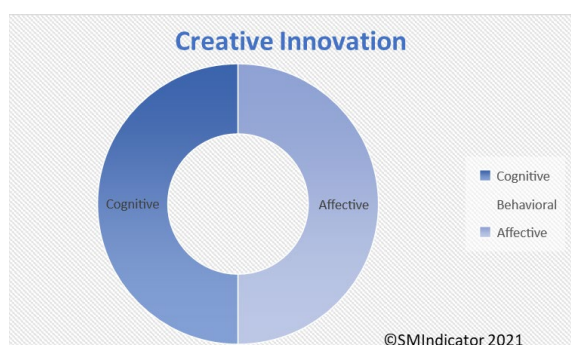 Creative Innovation
Cognitive
Affective
Cognitive
Behavioral
Affective
©SMIndicator 2021